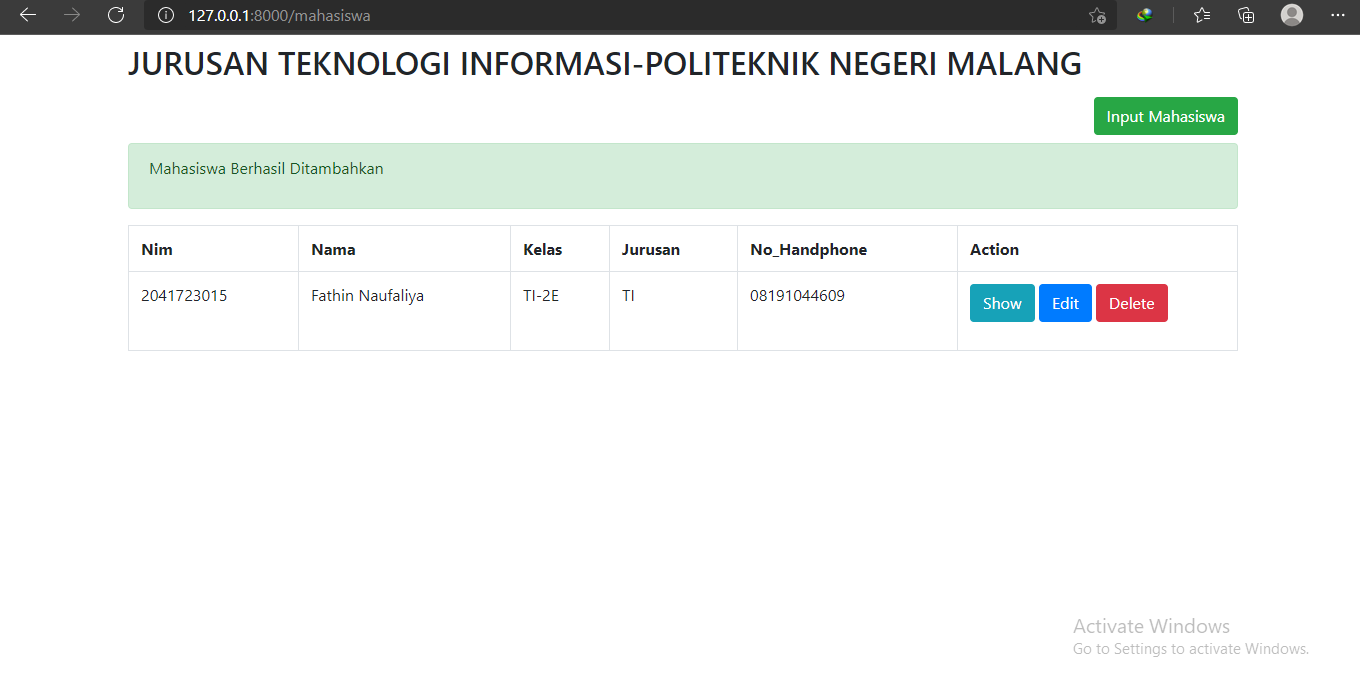 127.0.0.1:8000/mahasiswa
JURUSAN TEKNOLOGI INFORMASI-POLITEKNIK NEGERI MALANG
Input Mahasiswa
Mahasiswa Berhasil Ditambahkan
Nim Nama Kelas Jurusan No_Handphone Action
2041723015 Fathin Naufaliya TI-2E TI 08191044609 Show Edit Delete
Activate Windows
Go to Settings to activate Windows.